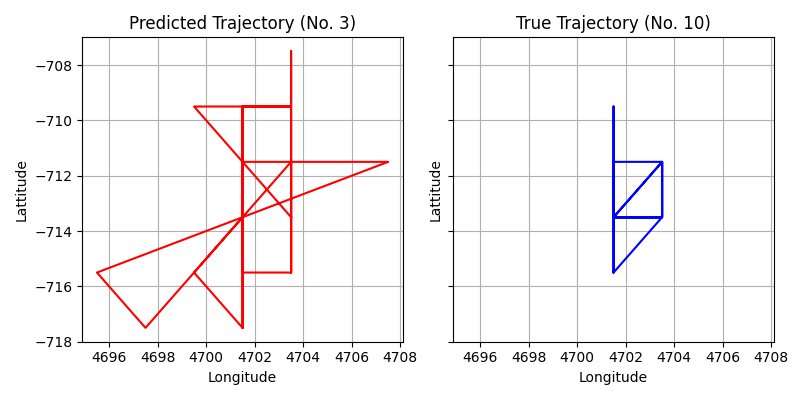 Predicted Trajectory (No. 3)
−708
−710
−712
−714
−716
−718
Lattitude
4696 4698 4700 4702 4704 4706 4708
Longitude
True Trajectory (No. 10)
Lattitude
4696 4698 4700 4702 4704 4706 4708
Longitude